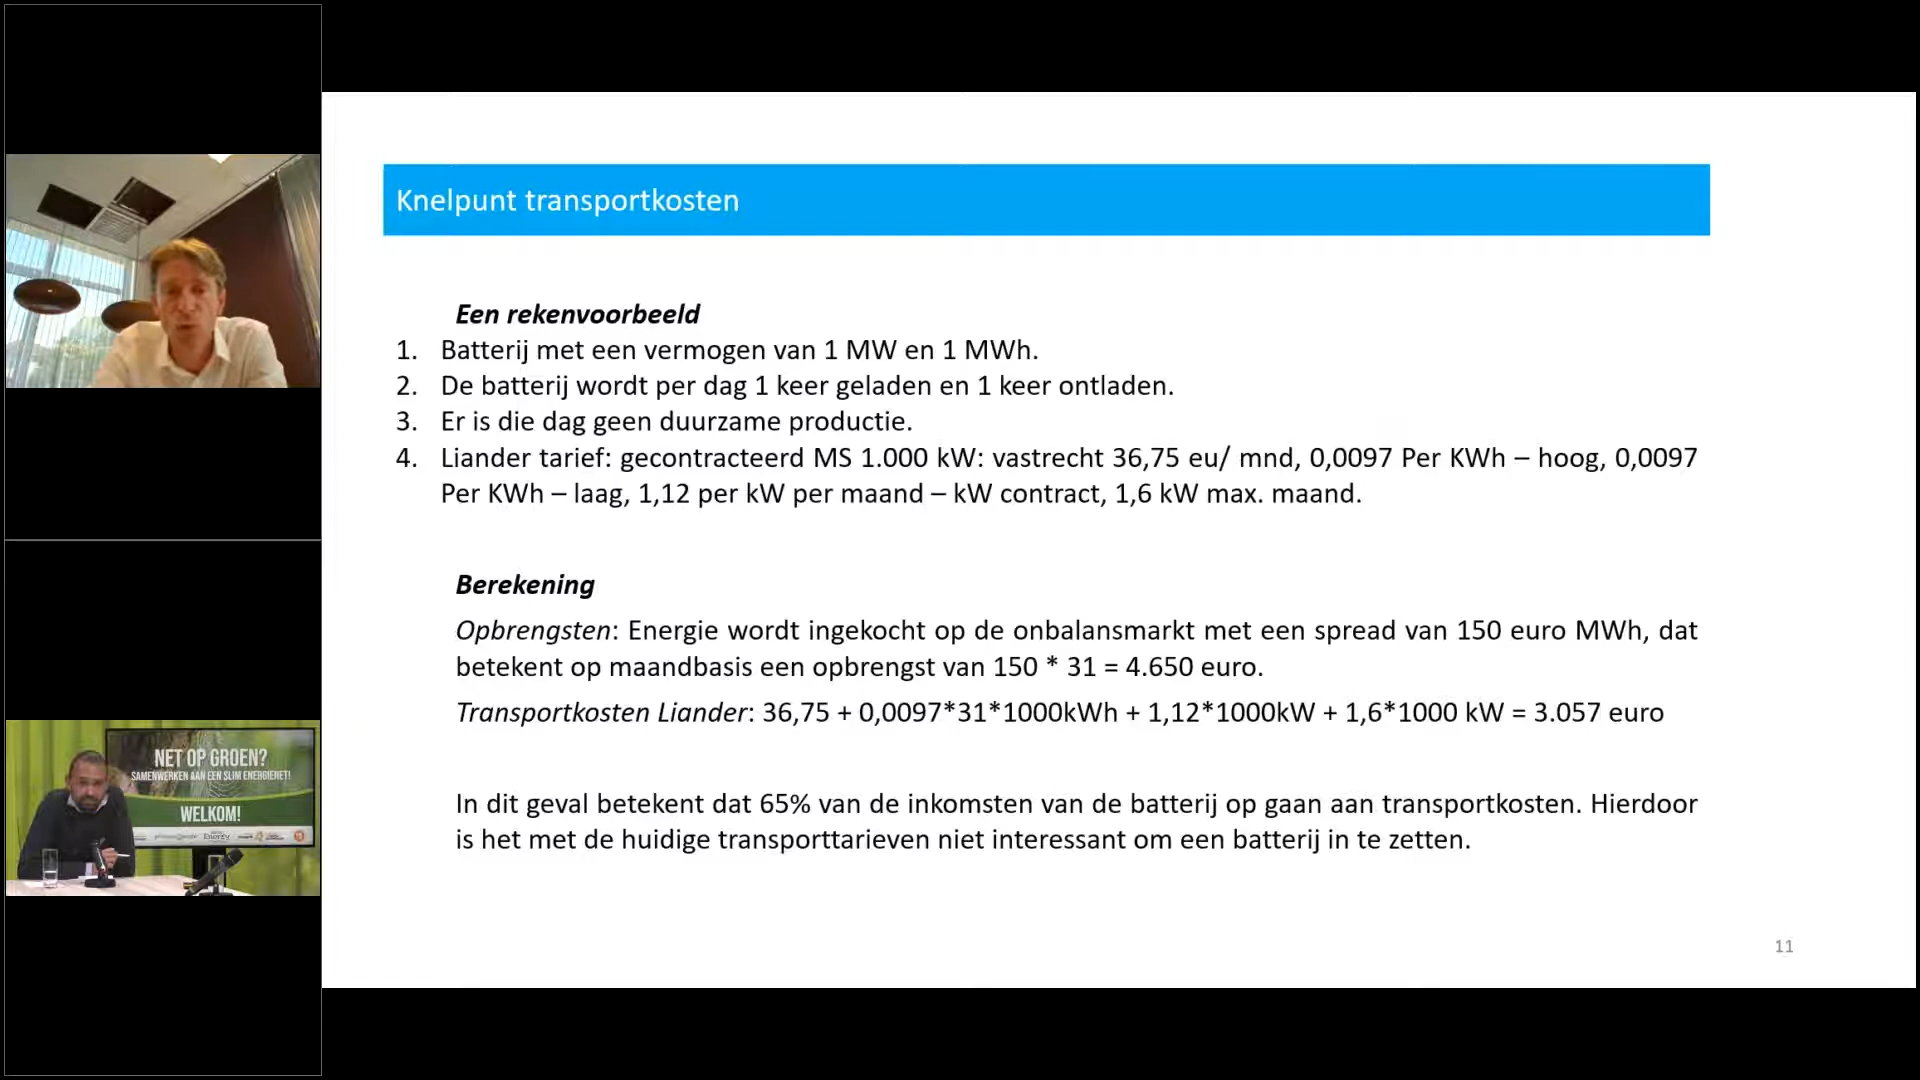 Knelpunt transportkosten
Een rekenvoorbeeld
1. Batterij met een vermogen van 1 MW en 1 MWh.
2. De batterij wordt per dag 1 keer geladen en 1 keer ontladen.
3. Er is die dag geen duurzame productie.
4. Liander tarief: gecontracteerd MS 1.000 kW: vastrecht 36,75 eu/ mnd, 0,0097 Per KWh – hoog, 0,0097
Per KWh – laag, 1,12 per kW per maand – kW contract, 1,6 kW max. maand.
Berekening
Opbrengsten: Energie wordt ingekocht op de onbalansmarkt met een spread van 150 euro MWh, dat
betekent op maandbasis een opbrengst van 150 * 31 = 4.650 euro.
Transportkosten Liander: 36,75 + 0,0097*31*1000kWh + 1,12*1000kW + 1,6*1000 kW = 3.057 euro
In dit geval betekent dat 65% van de inkomsten van de batterij op gaan aan transportkosten. Hierdoor
is het met de huidige transporttarieven niet interessant om een batterij in te zetten.
11
NET OP GROEN?
SAMENWERKEN AAN EEN SLIM ENERGIENET!
WELKOM!